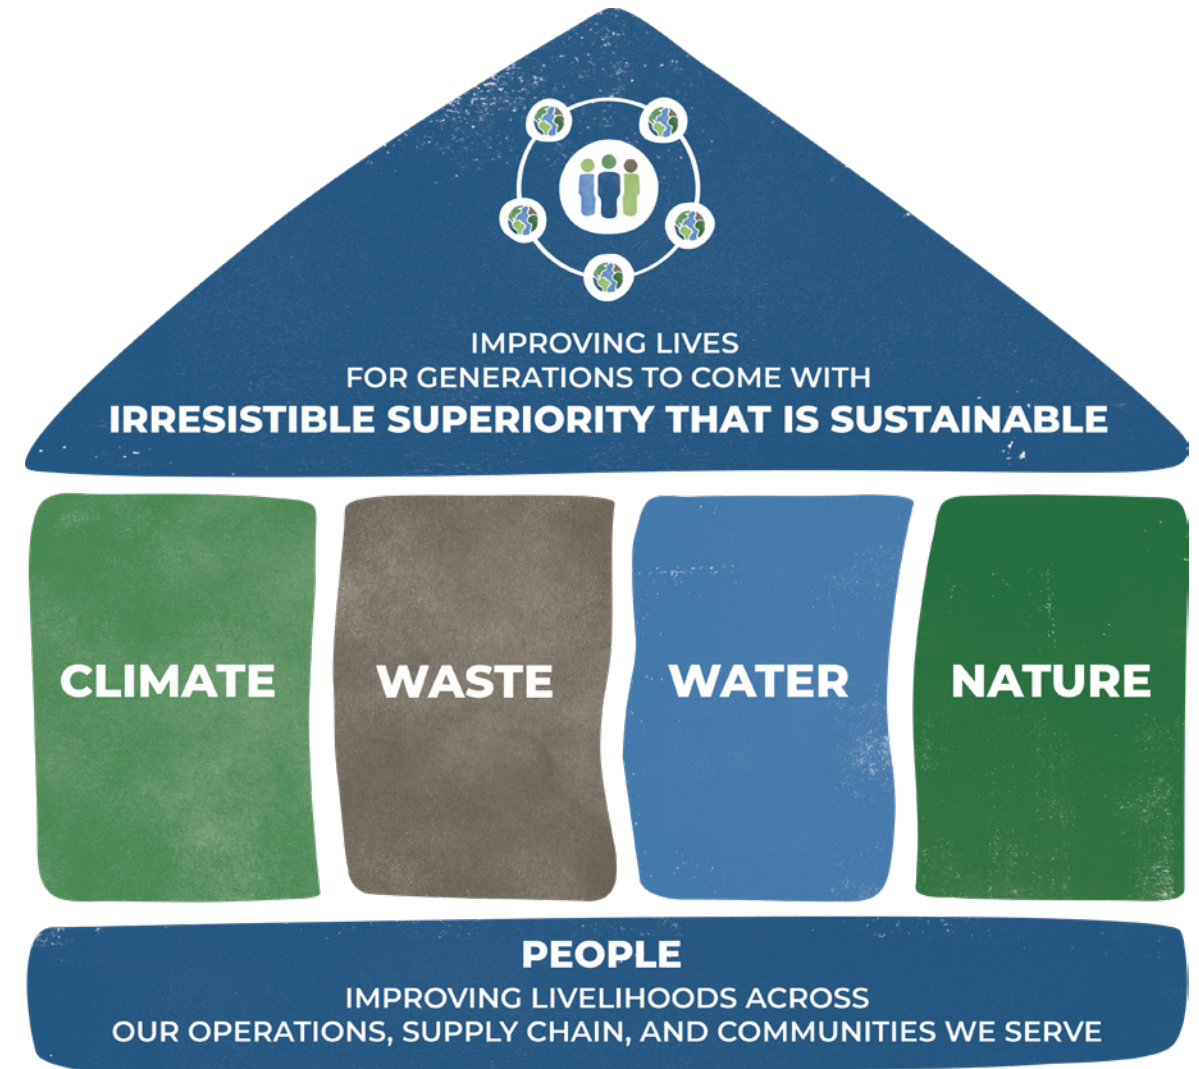 IMPROVING LIVES
FOR GENERATIONS TO COME WITH
IRRESISTIBLE SUPERIORITY THAT IS SUSTAINABLE
CLIMATE
WASTE
WATER
NATURE
PEOPLE
IMPROVING LIVELIHOODS ACROSS
OUR OPERATIONS, SUPPLY CHAIN, AND COMMUNITIES WE SERVE